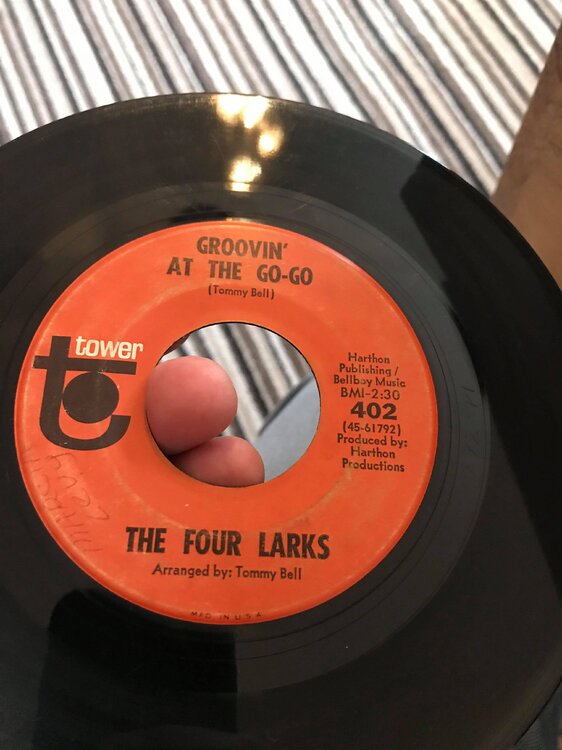 GROOVIN'
AT THE GO-GO
(Tommy Bell)
tower
Harthon
Publishing /
Bellboy Music
BMI-2:30
402
(45-61792)
Produced by:
Harthon
Productions
THE FOUR LARKS
Arranged by: Tommy Bell
MFD. IN U.S.A.